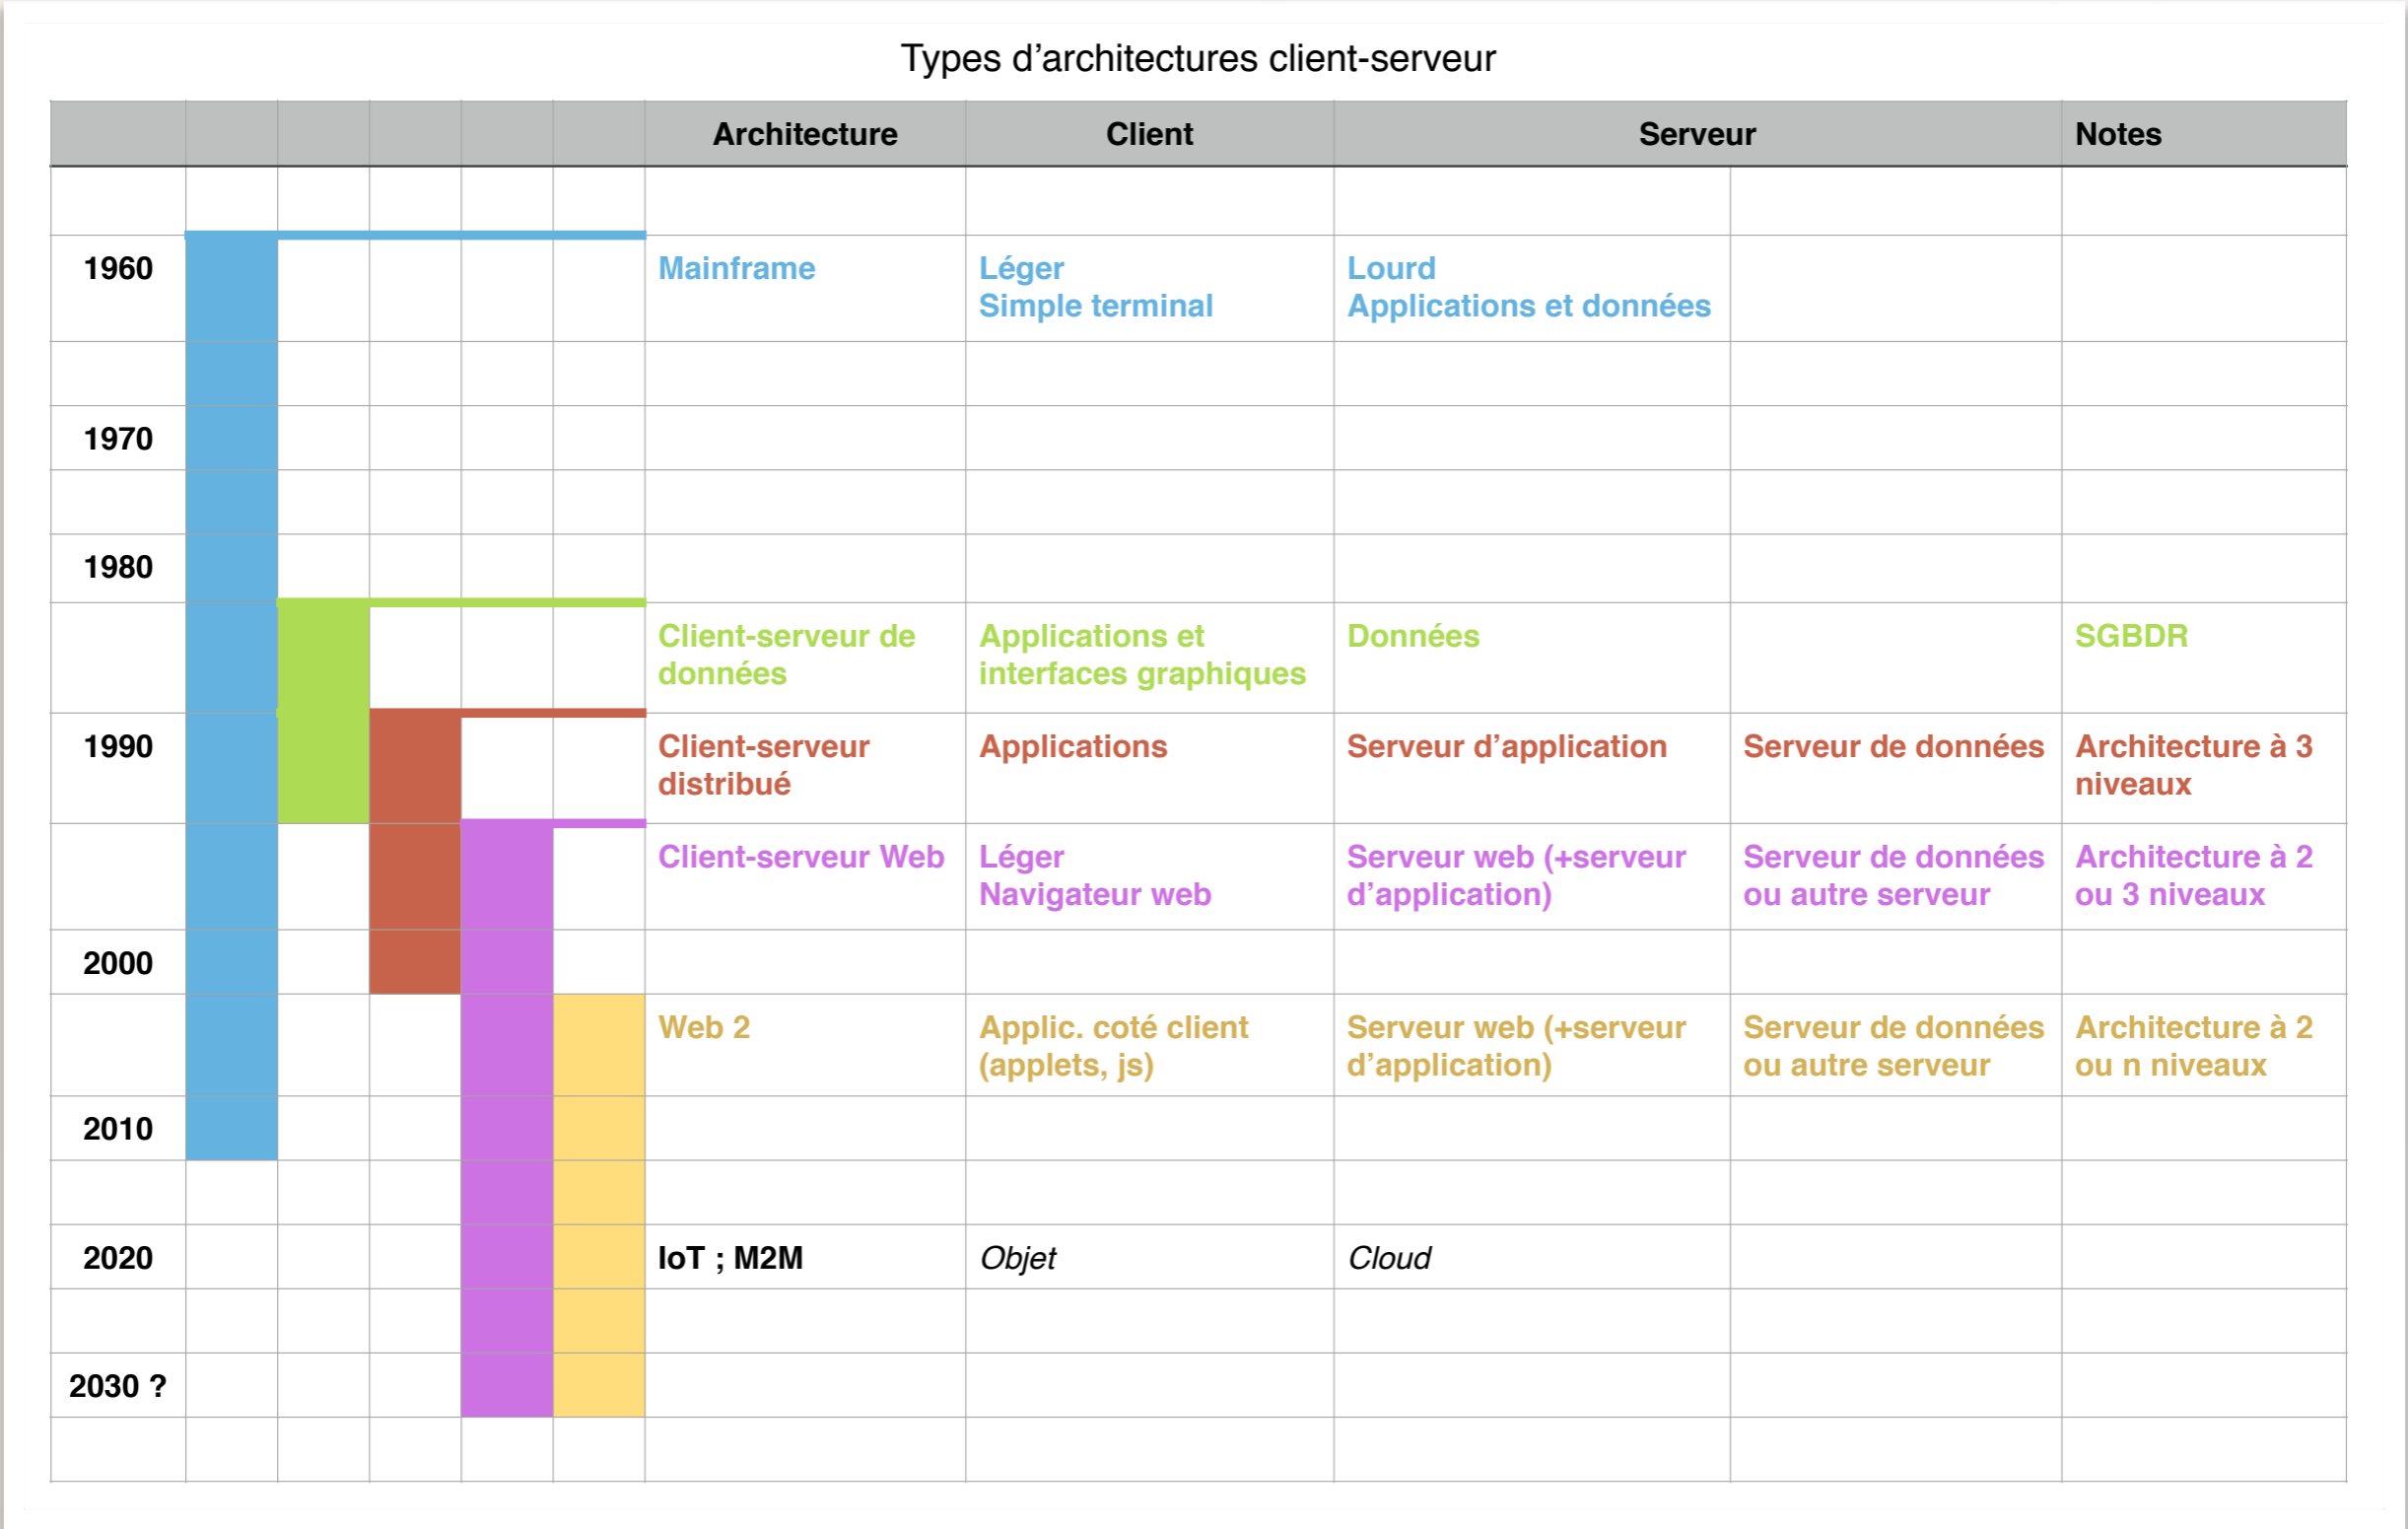 Types d’architectures client-serveur
Architecture Client Serveur Notes
1960 Mainframe Léger Lourd
Simple terminal Applications et données
1970
1980
Client-serveur de Applications et Données SGBDR
données interfaces graphiques
1990 Client-serveur Applications Serveur d’application Serveur de données Architecture à 3
distribué niveaux
Client-serveur Web Léger Serveur web (+serveur Serveur de données Architecture à 2
Navigateur web d’application) ou autre serveur ou 3 niveaux
2000
Web 2 Applic. coté client Serveur web (+serveur Serveur de données Architecture à 2
(applets, js) d’application) ou autre serveur ou n niveaux
2010
2020 IoT ; M2M Objet Cloud
2030 ?